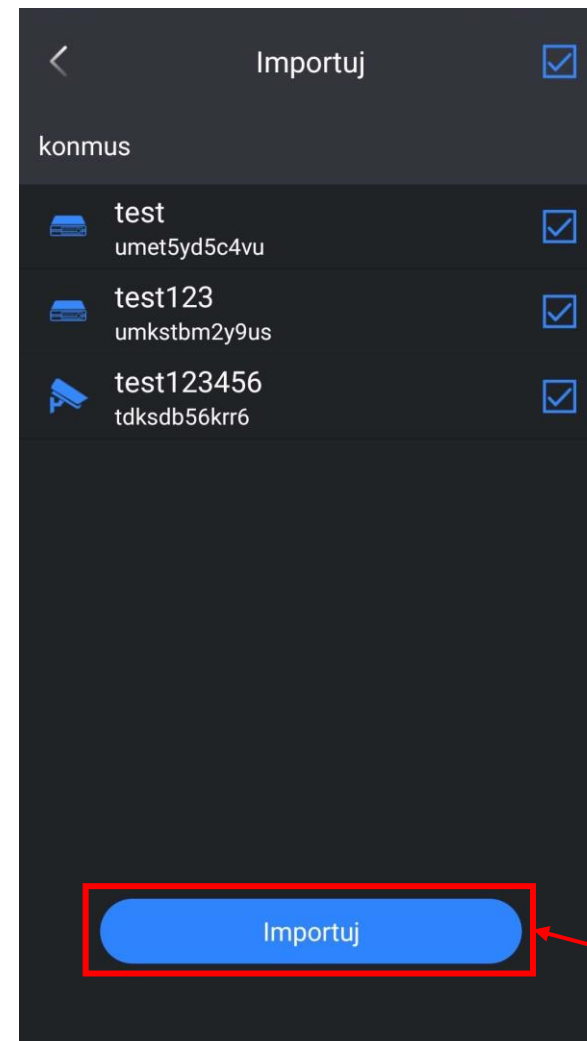 Importuj
konmus
test
umet5yd5c4vu
test123
umkstbm2y9us
test123456
tdksdb56krr6
Importuj